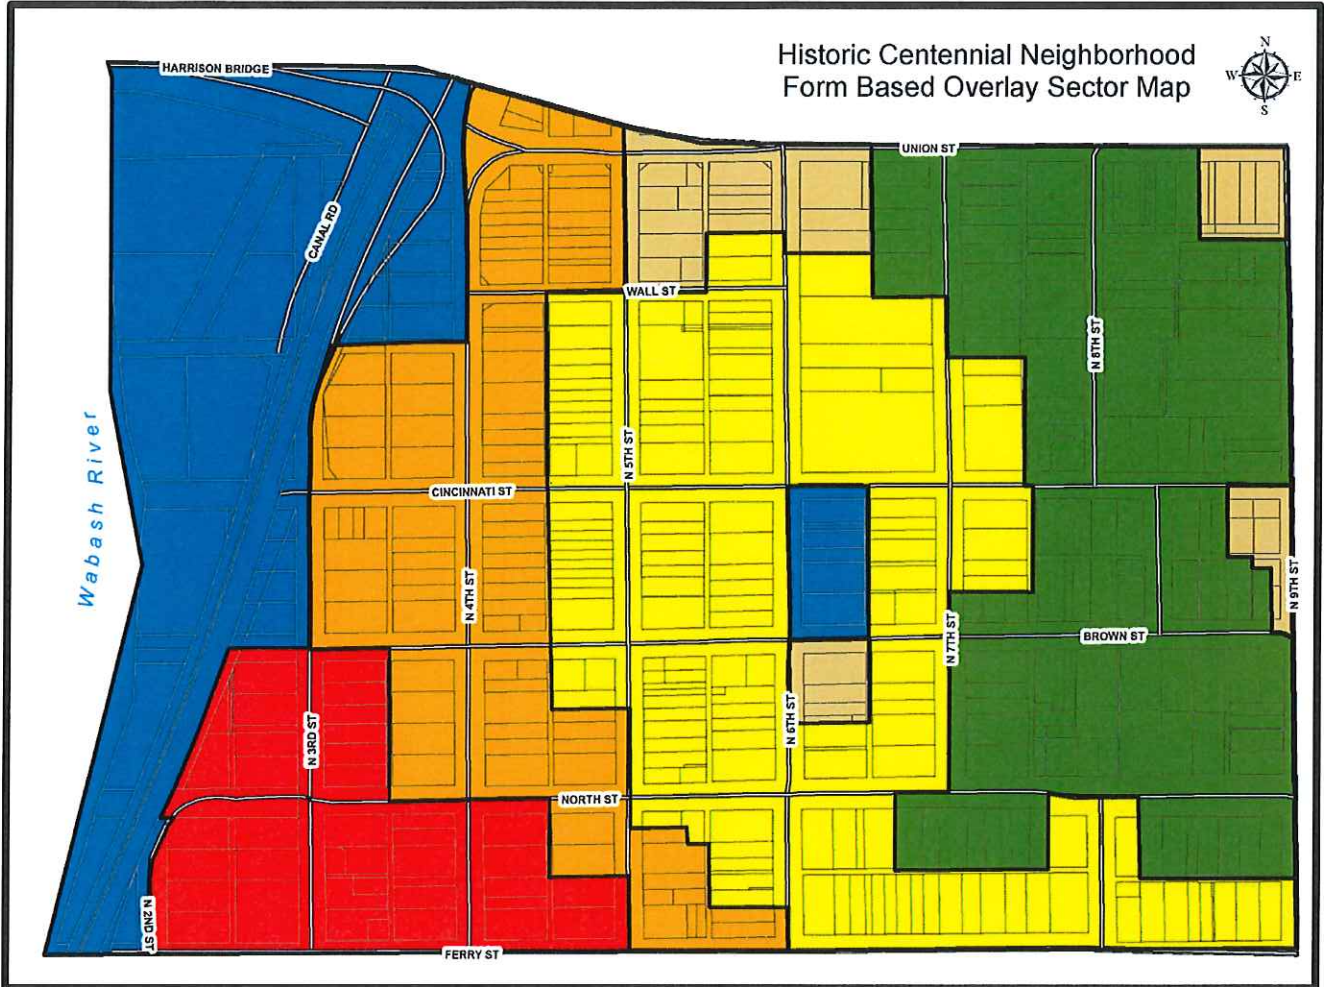 Historic Centennial Neighborhood
Form Based Overlay Sector Map
N
W
E
S
HARRISON BRIDGE
UNION ST
CANAL RD
WALL ST
N 8TH ST
Wabash River
N 5TH ST
CINCINNATI ST
N 4TH ST
N 9TH ST
N 7TH ST
BROWN ST
N 3RD ST
N 6TH ST
NORTH ST
N 2ND ST
FERRY ST